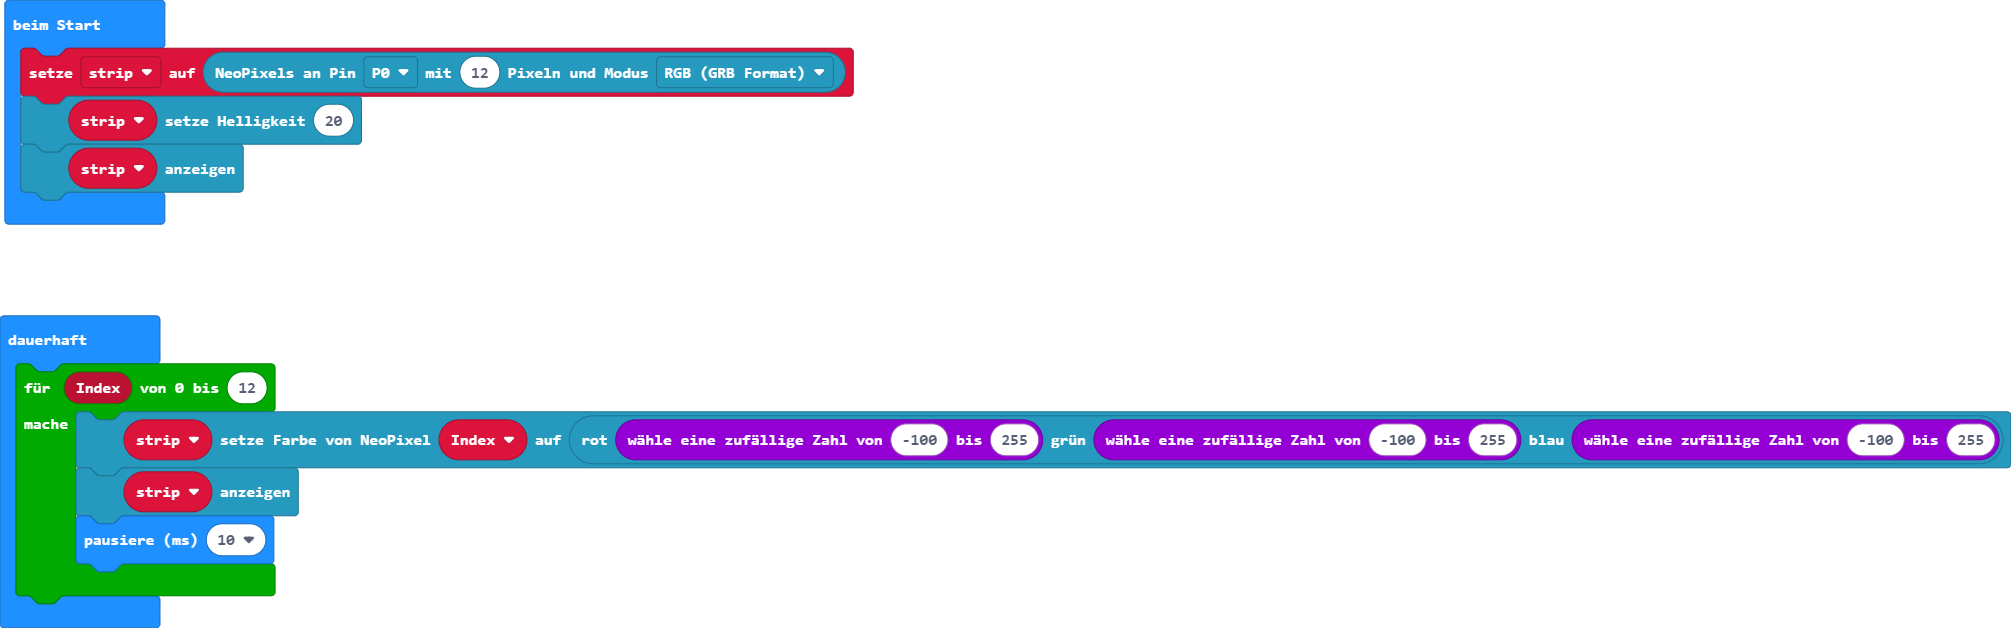 beim Start
setze strip auf NeoPixels an Pin P0 mit 12 Pixeln und Modus RGB (GRB Format)
strip setze Helligkeit 20
strip anzeigen
dauerhaft
für Index von 0 bis 12
mache
strip setze Farbe von NeoPixel Index auf rot wähle eine zufällige Zahl von -100 bis 255 grün wähle eine zufällige Zahl von -100 bis 255 blau wähle eine zufällige Zahl von -100 bis 255
strip anzeigen
pausiere (ms) 10